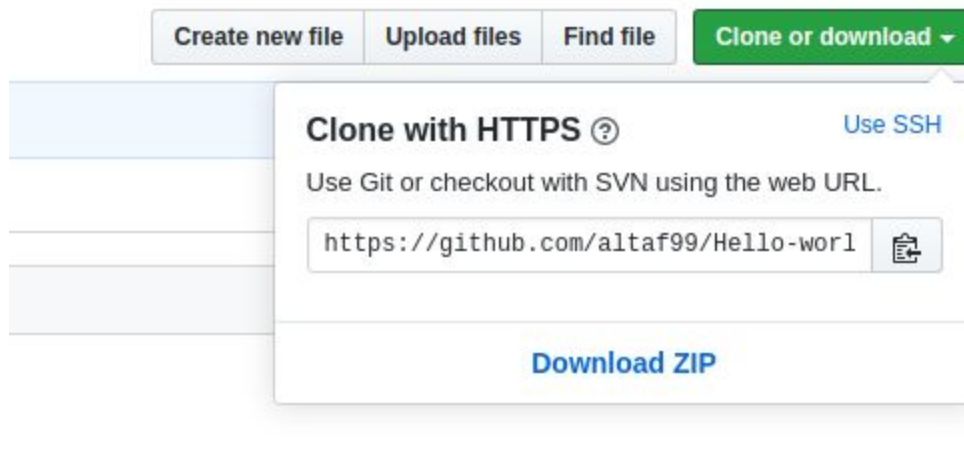 Create new file Upload files Find file Clone or download
Clone with HTTPS Use SSH
Use Git or checkout with SVN using the web URL.
https://github.com/altaf99/Hello-worl
Download ZIP